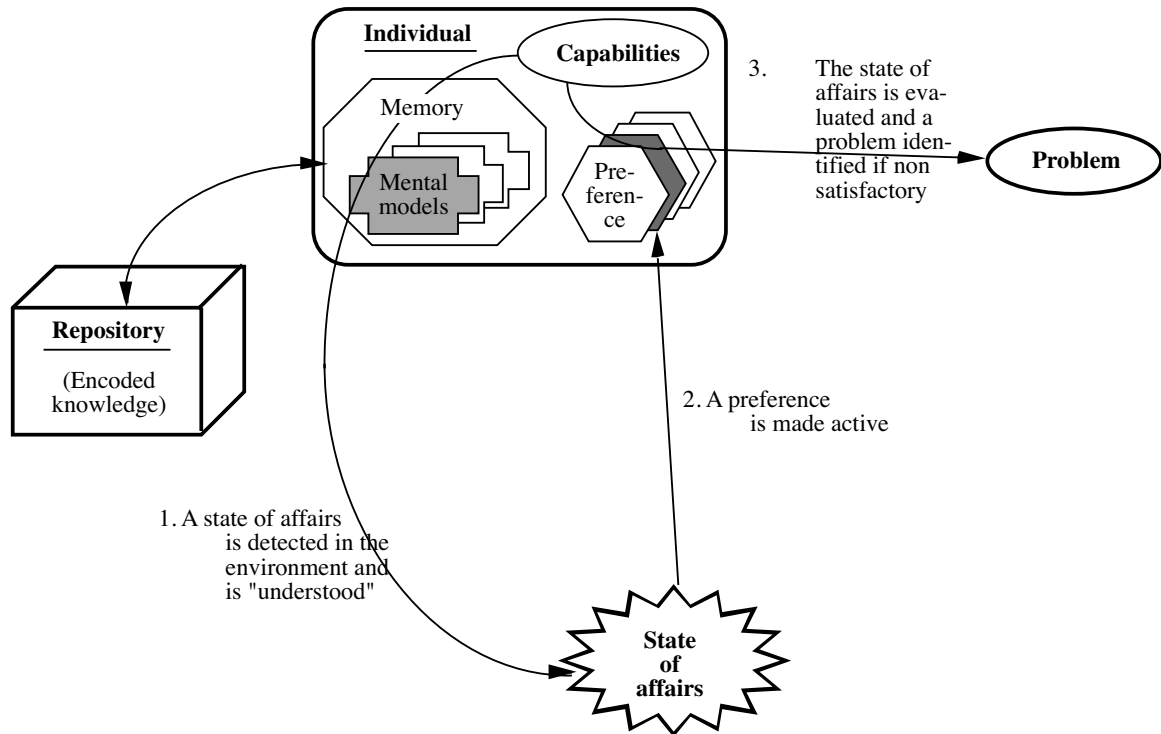 Individual
Capabilities
Memory
Mental
models
Pre-
feren-
ce
3. The state of
affairs is eva-
luated and a
problem iden-
tified if non
satisfactory
Problem
Repository
(Encoded
knowledge)
2. A preference
is made active
1. A state of affairs
is detected in the
environment and
is "understood"
State
of
affairs